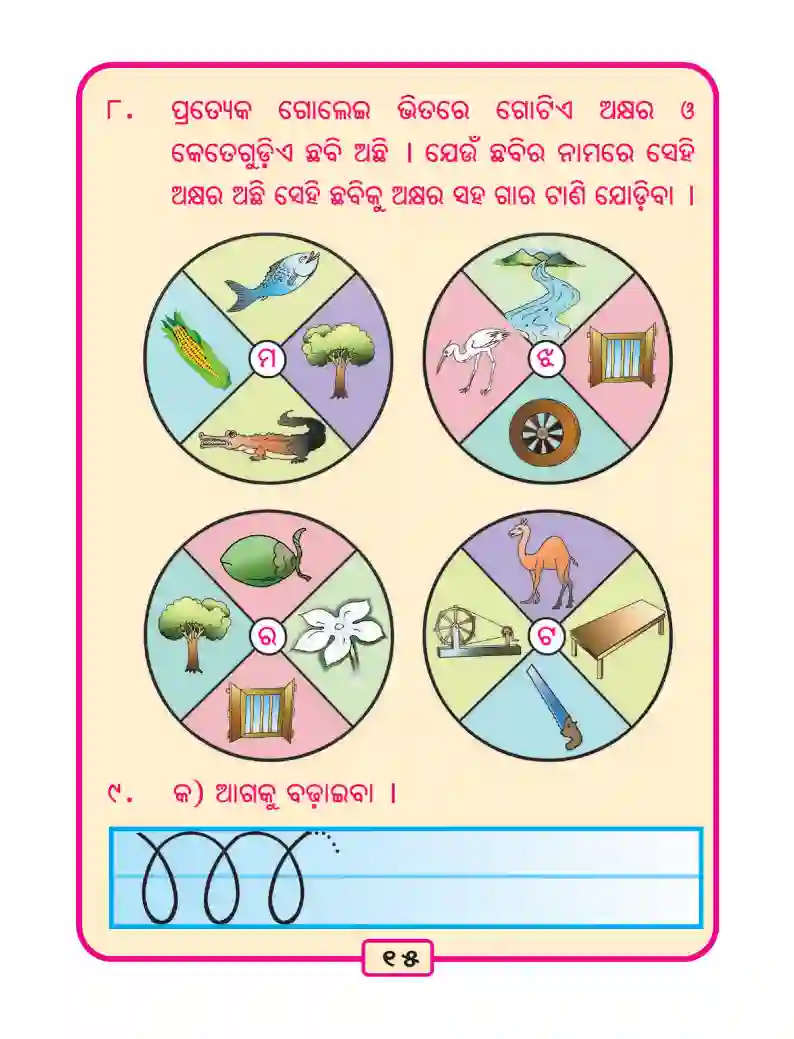 ୮. ପ୍ରତ୍ୟେକ ଗୋଲେଇ ଭିତରେ ଗୋଟିଏ ଅକ୍ଷର ଓ
କେତେଗୁଡ଼ିଏ ଛବି ଅଛି । ଯେଉଁ ଛବିର ନାମରେ ସେହି
ଅକ୍ଷର ଅଛି ସେହି ଛବିକୁ ଅକ୍ଷର ସହ ଗାର ଟାଣି ଯୋଡ଼ିବା ।
ମ
ଝ
ର
ଟ
୯. କ) ଆଗକୁ ବଢ଼ାଇବା ।
୧୫